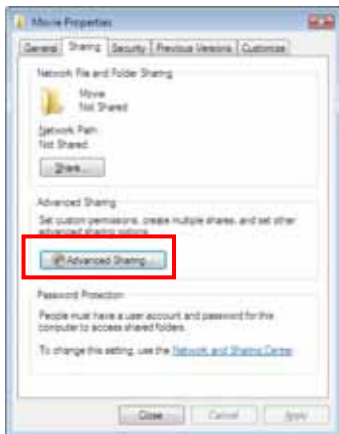 Movie Properties
General Sharing Security Previous Versions Customize
Network File and Folder Sharing
Movie
Not Shared
Network Path:
Not Shared
Share...
Advanced Sharing
Set custom permissions, create multiple shares, and set other
advanced sharing options.
Advanced Sharing...
Password Protection
People must have a user account and password for this
computer to access shared folders.
To change this setting, use the Network and Sharing Center.
Close Cancel Apply